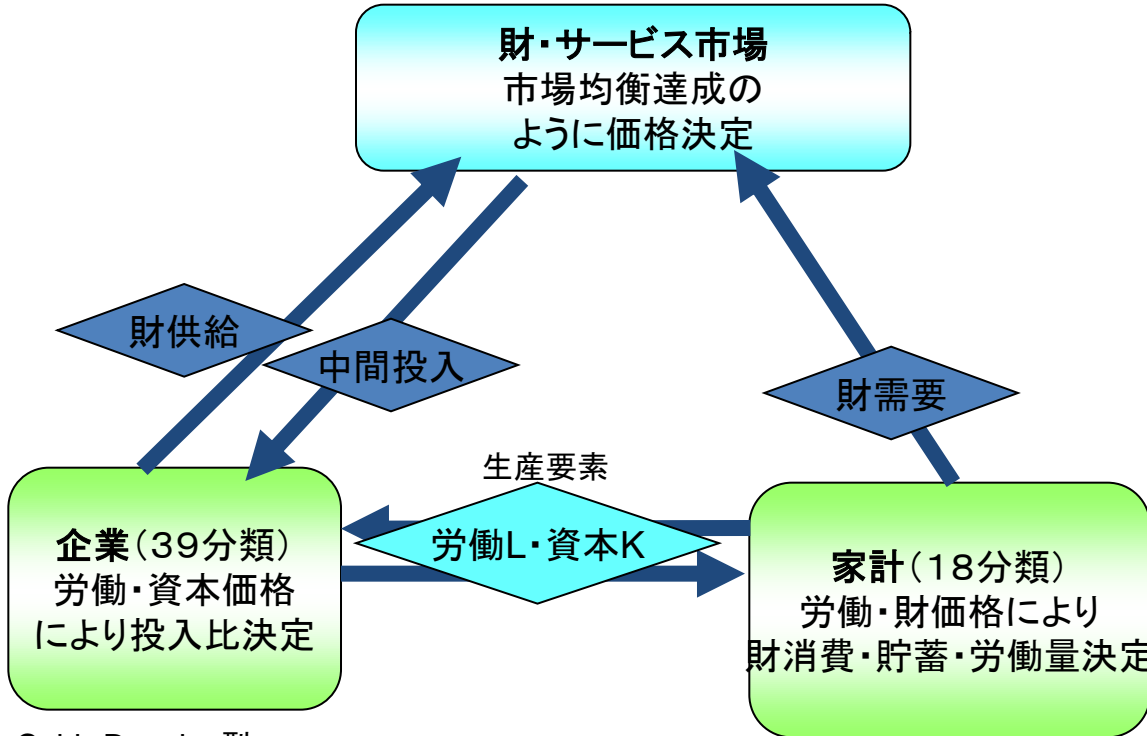 財・サービス市場
市場均衡達成の
ように価格決定
財供給
中間投入
財需要
生産要素
労働L・資本K
企業(39分類)
労働・資本価格
により投入比決定
家計(18分類)
労働・財価格により
財消費・貯蓄・労働量決定